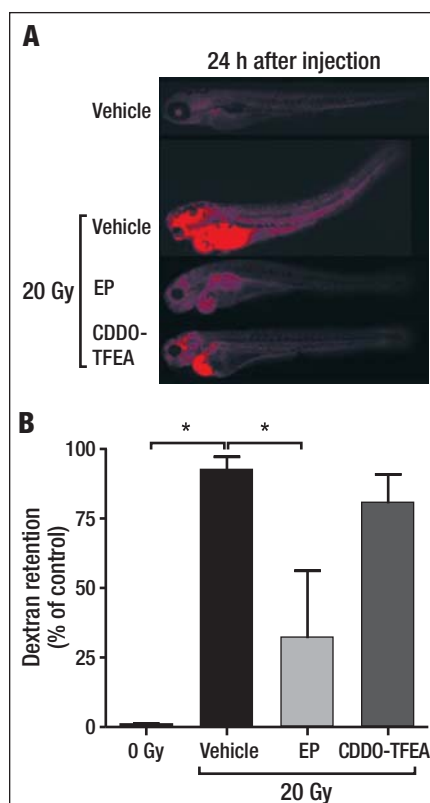 A
24 h after injection
Vehicle
Vehicle
20 Gy
EP
CDDO-
TFEA
B
* *
Dextran retention
(% of control)
100
75
50
25
0
0 Gy Vehicle EP CDDO-TFEA
20 Gy